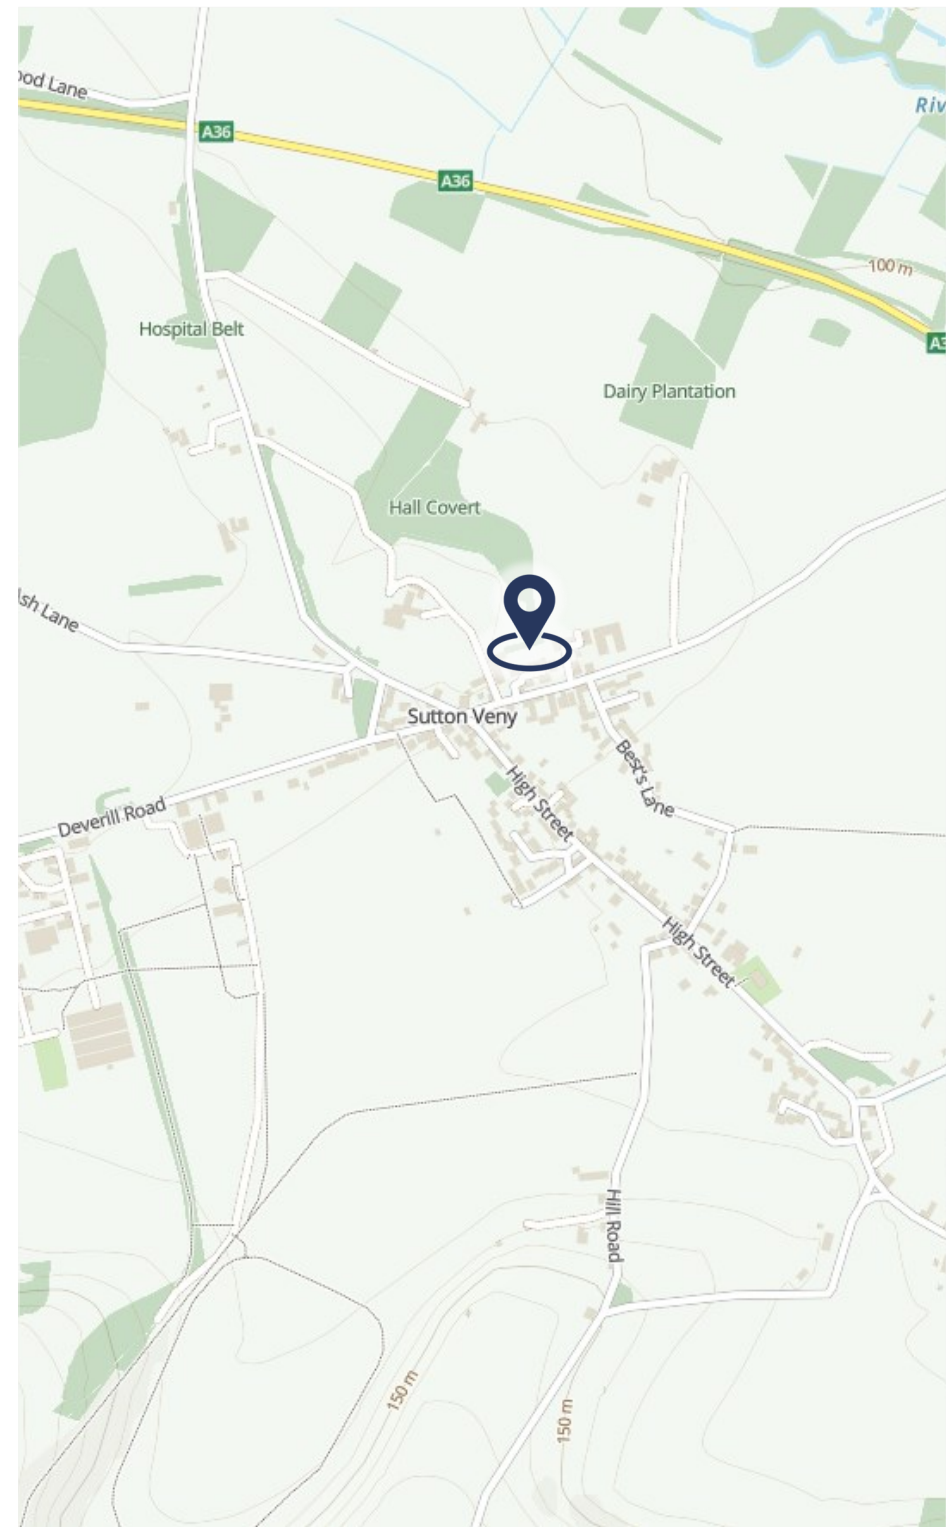 A36
A36
100 m
Hospital Belt
Dairy Plantation
Hall Covert
Lane
Sutton Veny
Best's Lane
High Street
Deverill Road
High Street
Hill Road
150 m
150 m